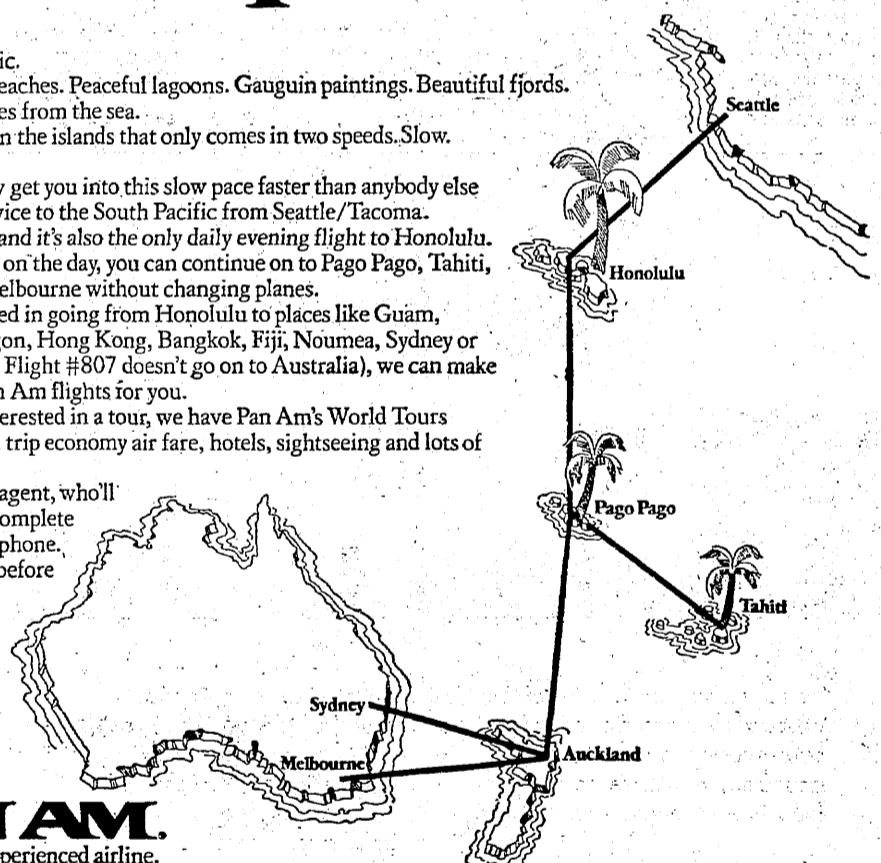 ic.
eaches. Peaceful lagoons. Gauguin paintings. Beautiful fjords.
es from the sea.
n the islands that only comes in two speeds. Slow.
y get you into this slow pace faster than anybody else
vice to the South Pacific from Seattle/Tacoma.
and it's also the only daily evening flight to Honolulu.
on the day, you can continue on to Pago Pago, Tahiti,
elbourne without changing planes.
ed in going from Honolulu to places like Guam,
on, Hong Kong, Bangkok, Fiji, Noumea, Sydney or
Flight #807 doesn't go on to Australia), we can make
n Am flights for you.
erested in a tour, we have Pan Am's World Tours
trip economy air fare, hotels, sightseeing and lots of
agent, who'll
omplete
phone.
before
Seattle
Honolulu
Pago Pago
Tahiti
Sydney
Auckland
Melbourne
AM.
perienced airline.